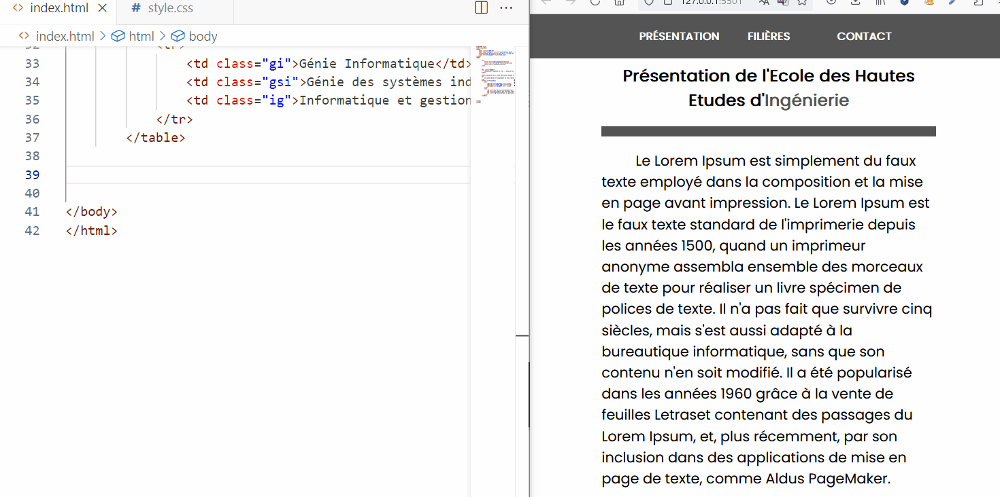 index.html
style.css
index.html > html > body
33 <td class="gi">Génie Informatique</td>
34 <td class="gsi">Génie des systèmes ind
35 <td class="ig">Informatique et gestion
36 </tr>
37 </table>
38
39
40
41 </body>
42 </html>
127.0.0.1:5501
PRÉSENTATION FILIÈRES CONTACT
Présentation de l'Ecole des Hautes
Etudes d'Ingénierie
Le Lorem Ipsum est simplement du faux
texte employé dans la composition et la mise
en page avant impression. Le Lorem Ipsum est
le faux texte standard de l'imprimerie depuis
les années 1500, quand un imprimeur
anonyme assembla ensemble des morceaux
de texte pour réaliser un livre spécimen de
polices de texte. Il n'a pas fait que survivre cinq
siècles, mais s'est aussi adapté à la
bureautique informatique, sans que son
contenu n'en soit modifié. Il a été popularisé
dans les années 1960 grâce à la vente de
feuilles Letraset contenant des passages du
Lorem Ipsum, et, plus récemment, par son
inclusion dans des applications de mise en
page de texte, comme Aldus PageMaker.